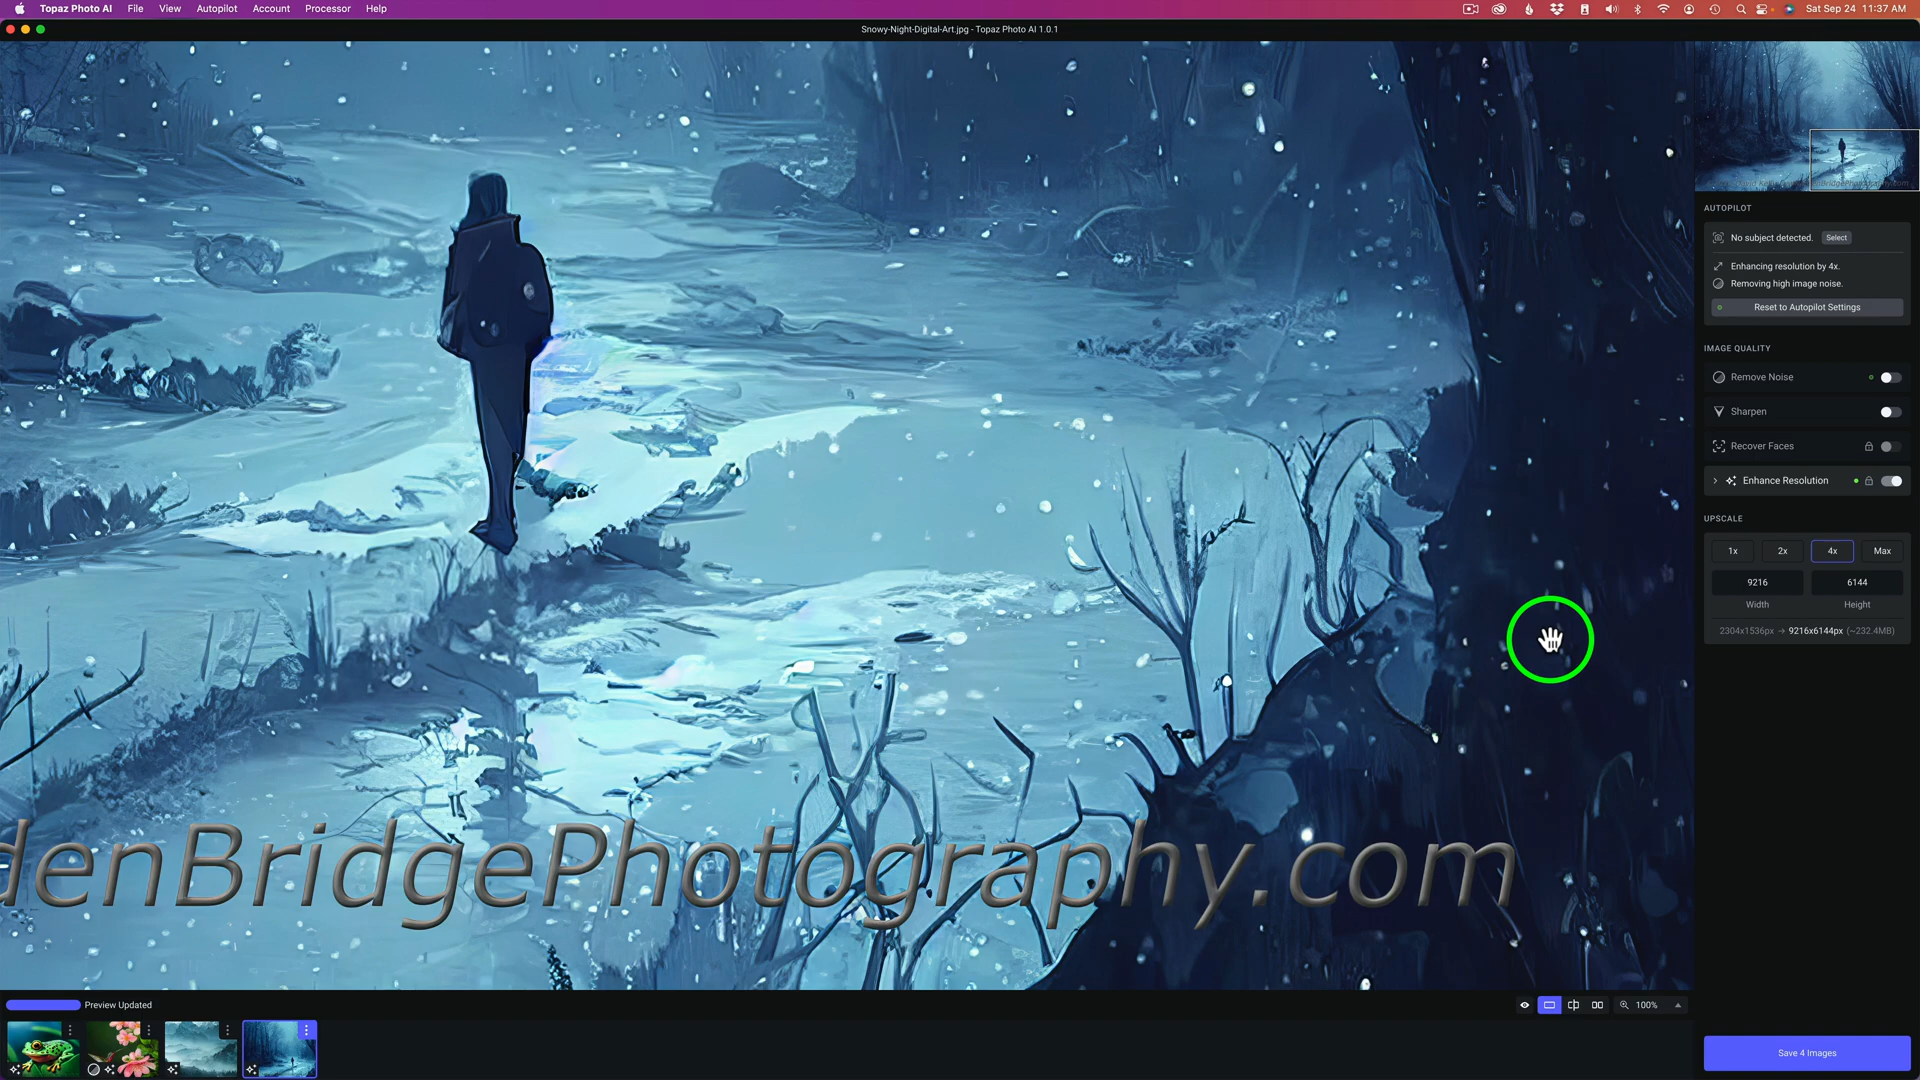 Topaz Photo AI File View Autopilot Account Processor Help Sat Sep 24 11:37 AM
Snowy-Night-Digital-Art.jpg - Topaz Photo AI 1.0.1
AUTOPILOT
No subject detected. Select
Enhancing resolution by 4x.
Removing high image noise.
Reset to Autopilot Settings
IMAGE QUALITY
Remove Noise
Sharpen
Recover Faces
Enhance Resolution
UPSCALE
1x 2x 4x Max
9216 6144
Width Height
2304x1536px → 9216x6144px (~232.4MB)
denBridgePhotography.com
Preview Updated
100%
Save 4 Images